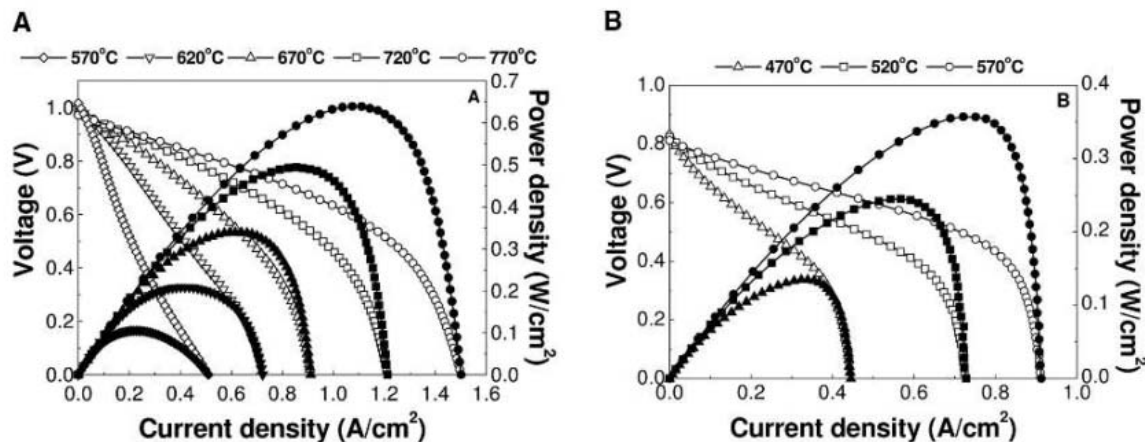 A
570°C 620°C 670°C 720°C 770°C
A
Voltage (V)
1.0
0.8
0.6
0.4
0.2
0.0
Power density (W/cm²)
0.7
0.6
0.5
0.4
0.3
0.2
0.1
0.0
0.0 0.2 0.4 0.6 0.8 1.0 1.2 1.4 1.6
Current density (A/cm²)
B
470°C 520°C 570°C
B
Voltage (V)
1.0
0.8
0.6
0.4
0.2
0.0
Power density (W/cm²)
0.4
0.3
0.2
0.1
0.0
0.0 0.2 0.4 0.6 0.8 1.0
Current density (A/cm²)